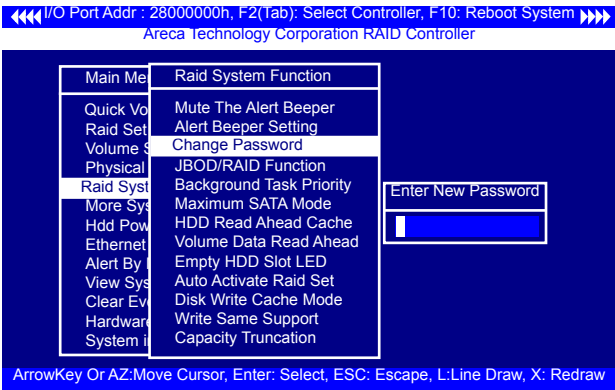 I/O Port Addr : 28000000h, F2(Tab): Select Controller, F10: Reboot System
Areca Technology Corporation RAID Controller
Main Me
Quick Vo
Raid Set
Volume S
Physical
Raid Syst
More Sys
Hdd Pow
Ethernet
Alert By
View Sys
Clear Ev
Hardware
System i
Raid System Function
Mute The Alert Beeper
Alert Beeper Setting
Change Password
JBOD/RAID Function
Background Task Priority
Maximum SATA Mode
HDD Read Ahead Cache
Volume Data Read Ahead
Empty HDD Slot LED
Auto Activate Raid Set
Disk Write Cache Mode
Write Same Support
Capacity Truncation
Enter New Password
ArrowKey Or AZ:Move Cursor, Enter: Select, ESC: Escape, L:Line Draw, X: Redraw